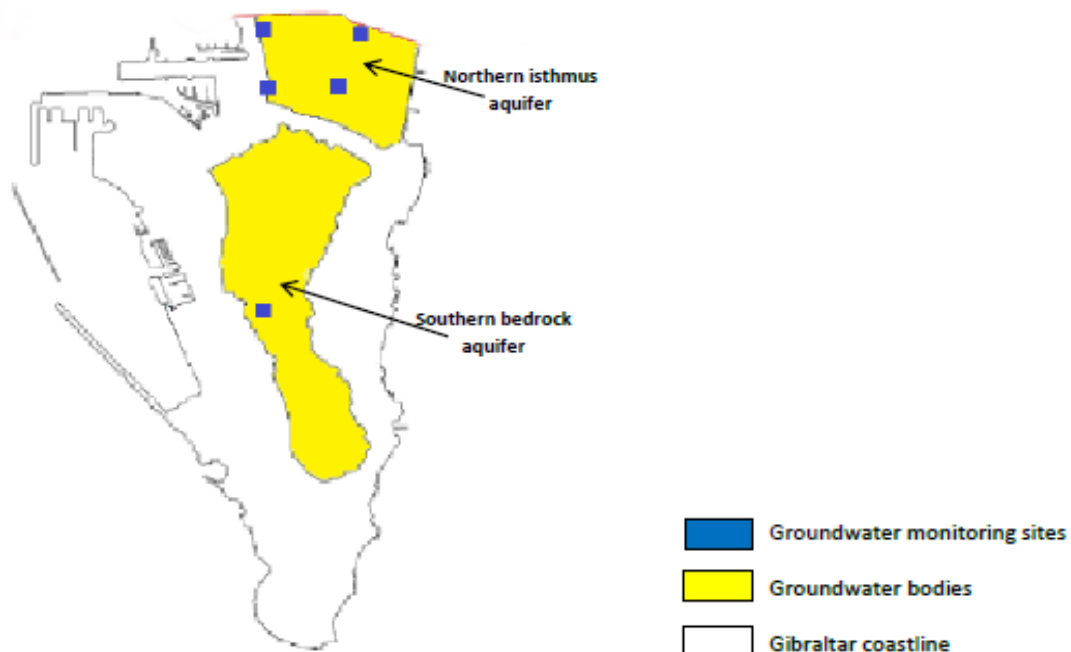 Northern isthmus
aquifer
Southern bedrock
aquifer
Groundwater monitoring sites
Groundwater bodies
Gibraltar coastline